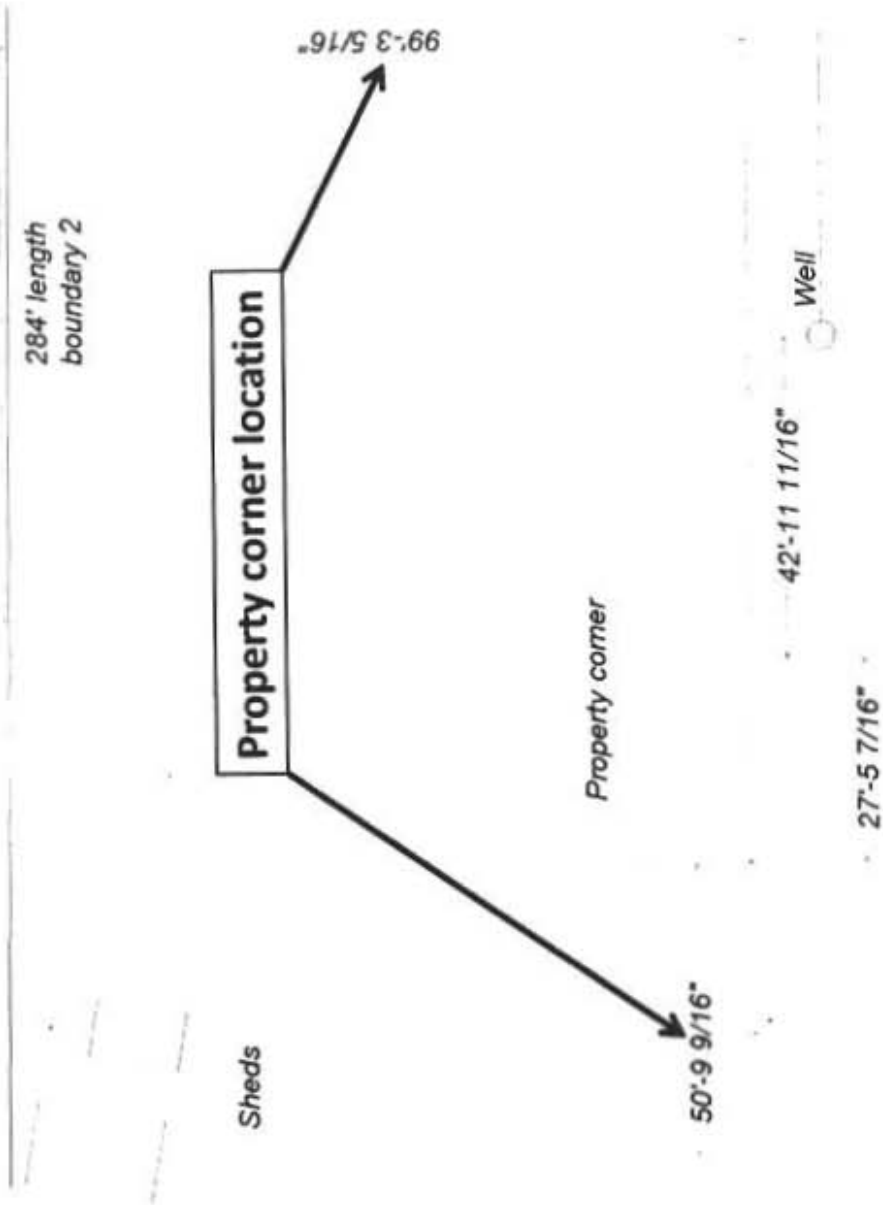 284' length
boundary 2
99'-3 5/16"
Property corner location
Well
42'-11 11/16"
Property corner
27'-5 7/16"
Sheds
50'-9 9/16"